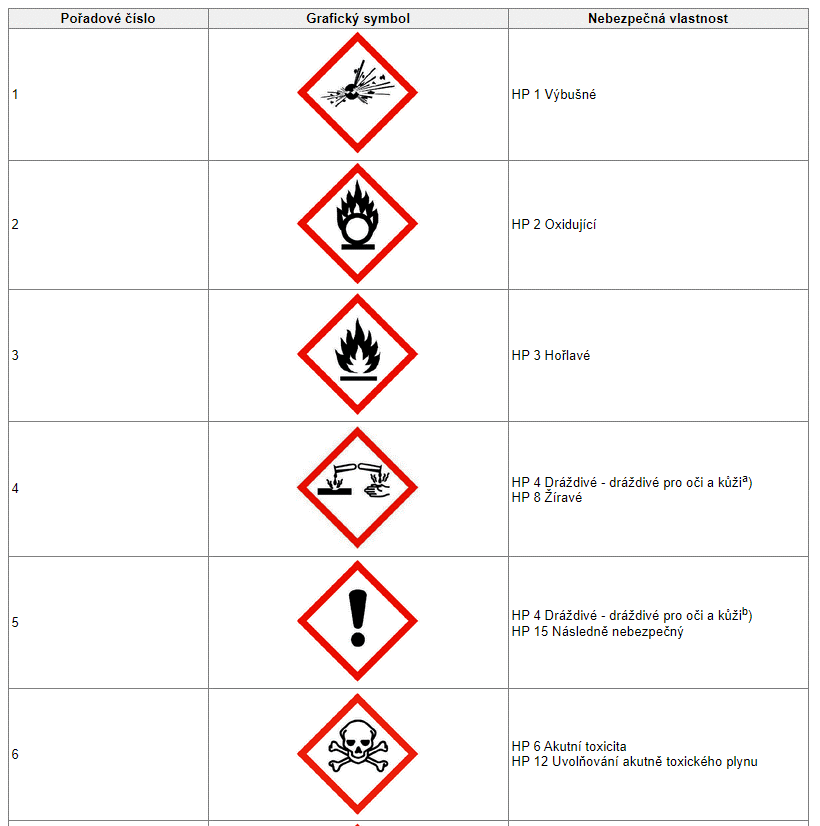 Pořadové číslo Grafický symbol Nebezpečná vlastnost
1 HP 1 Výbušné
2 HP 2 Oxidující
3 HP 3 Hořlavé
4 HP 4 Dráždivé - dráždivé pro oči a kůži^a)
HP 8 Žíravé
5 HP 4 Dráždivé - dráždivé pro oči a kůži^b)
HP 15 Následně nebezpečný
6 HP 6 Akutní toxicita
HP 12 Uvolňování akutně toxického plynu